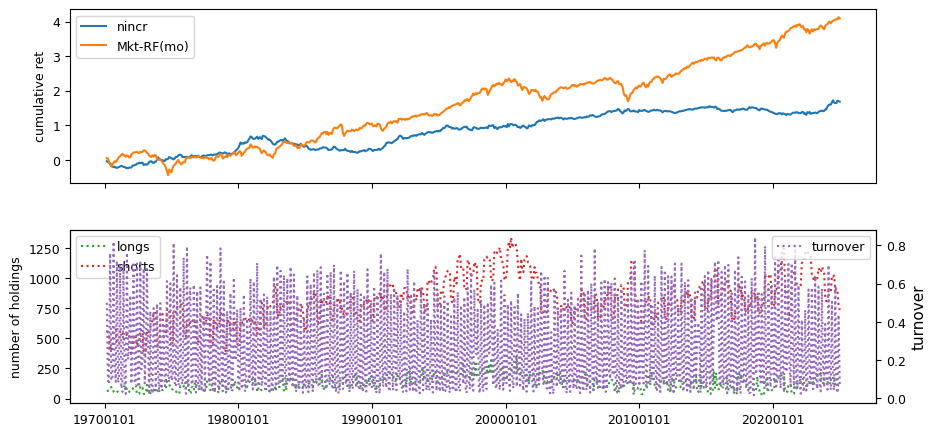 4
3
2
1
0
cumulative ret
nincr
Mkt-RF(mo)
1250
1000
750
500
250
0
number of holdings
longs
shorts
turnover
0.8
0.6
0.4
0.2
0.0
turnover
19700101 19800101 19900101 20000101 20100101 20200101